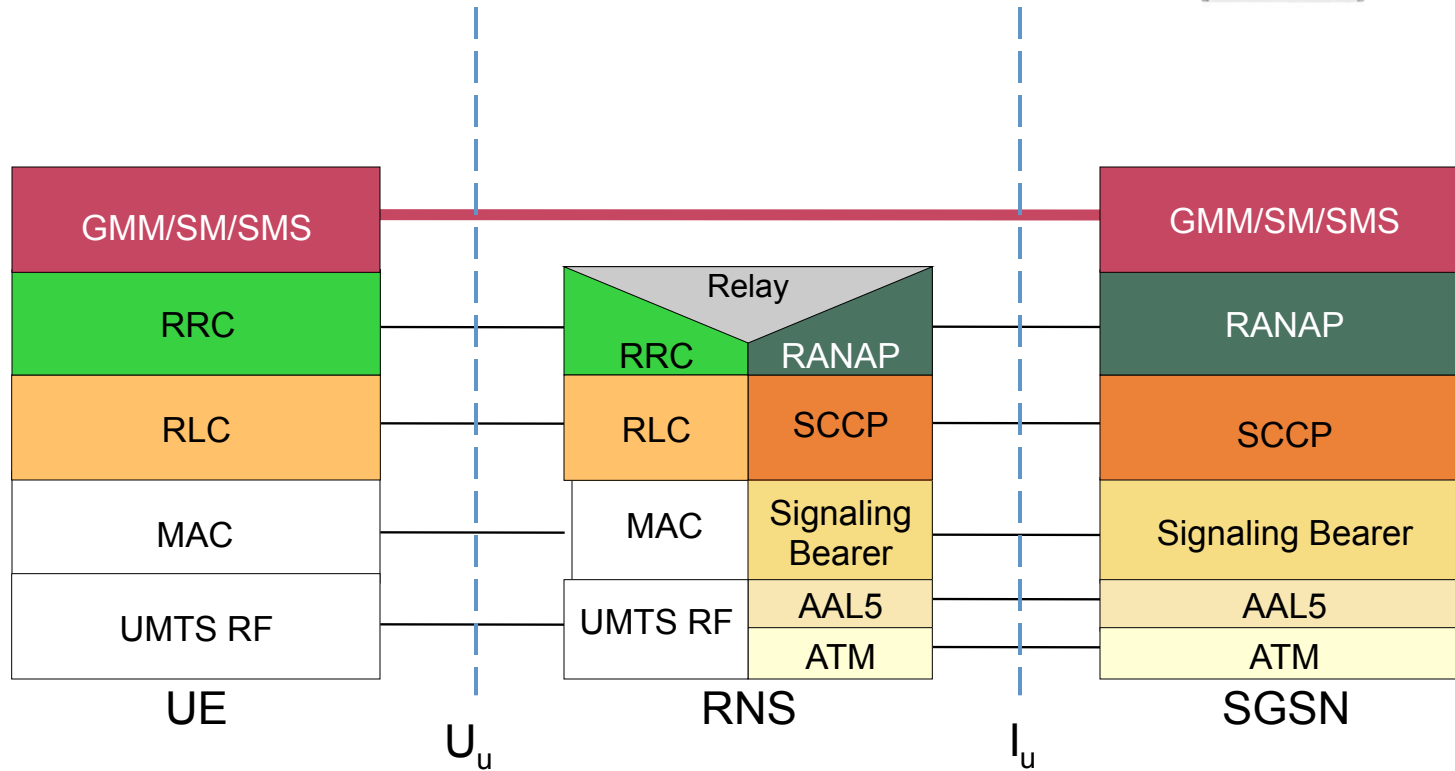 GMM/SM/SMS
GMM/SM/SMS
Relay
RRC
RRC
RANAP
RANAP
RLC
RLC
SCCP
SCCP
MAC
MAC
Signaling
Bearer
Signaling Bearer
UMTS RF
UMTS RF
AAL5
AAL5
ATM
ATM
UE
RNS
SGSN
Uu
Iu